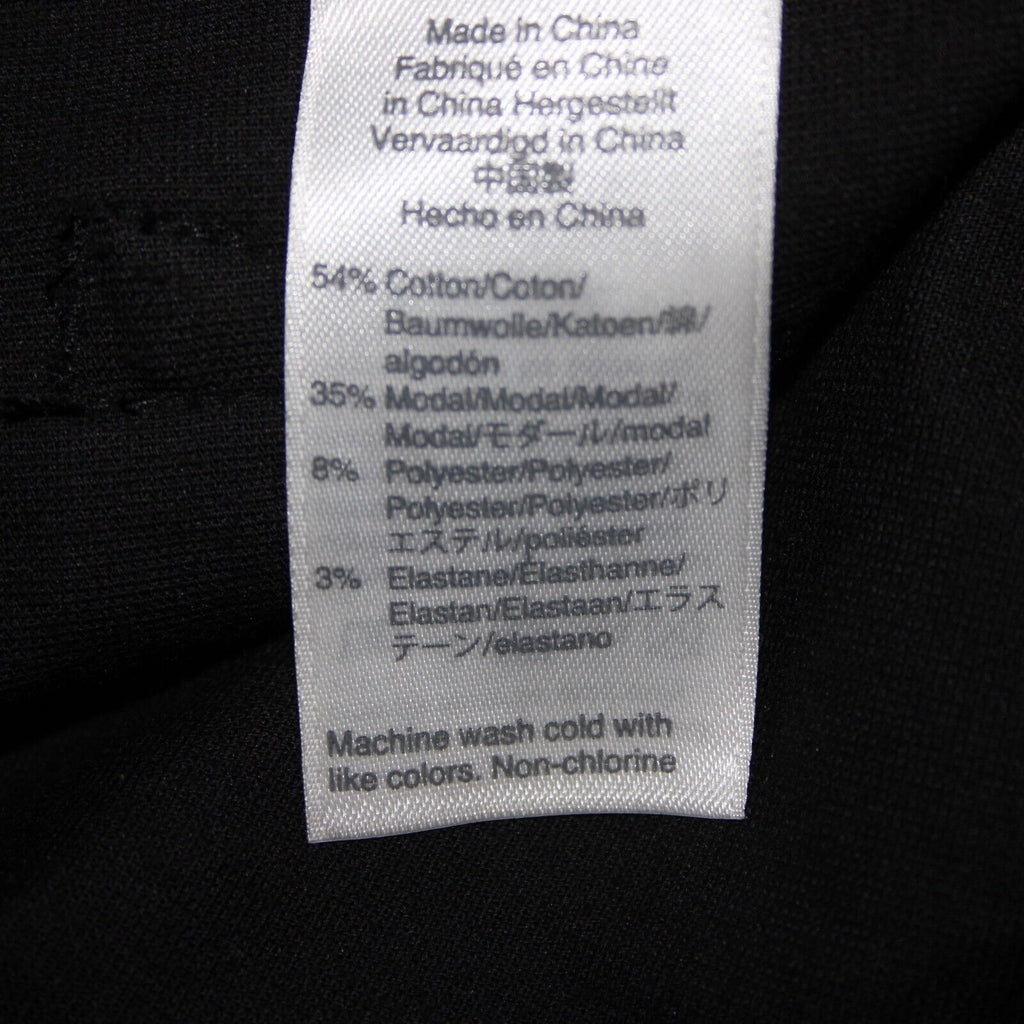 Made in China
Fabriqué en Chine
in China Hergestellt
Vervaardigd in China
中国製
Hecho en China
54% Cotton/Coton/
Baumwolle/Katoen/綿/
algodón
35% Modal/Modal/Modal/
Modal/モダール/modal
8% Polyester/Polyester/
Polyester/Polyester/ポリ
エステル/poliéster
3% Elastane/Elasthanne/
Elastan/Elastaan/エラス
テーン/elastano
Machine wash cold with
like colors. Non-chlorine